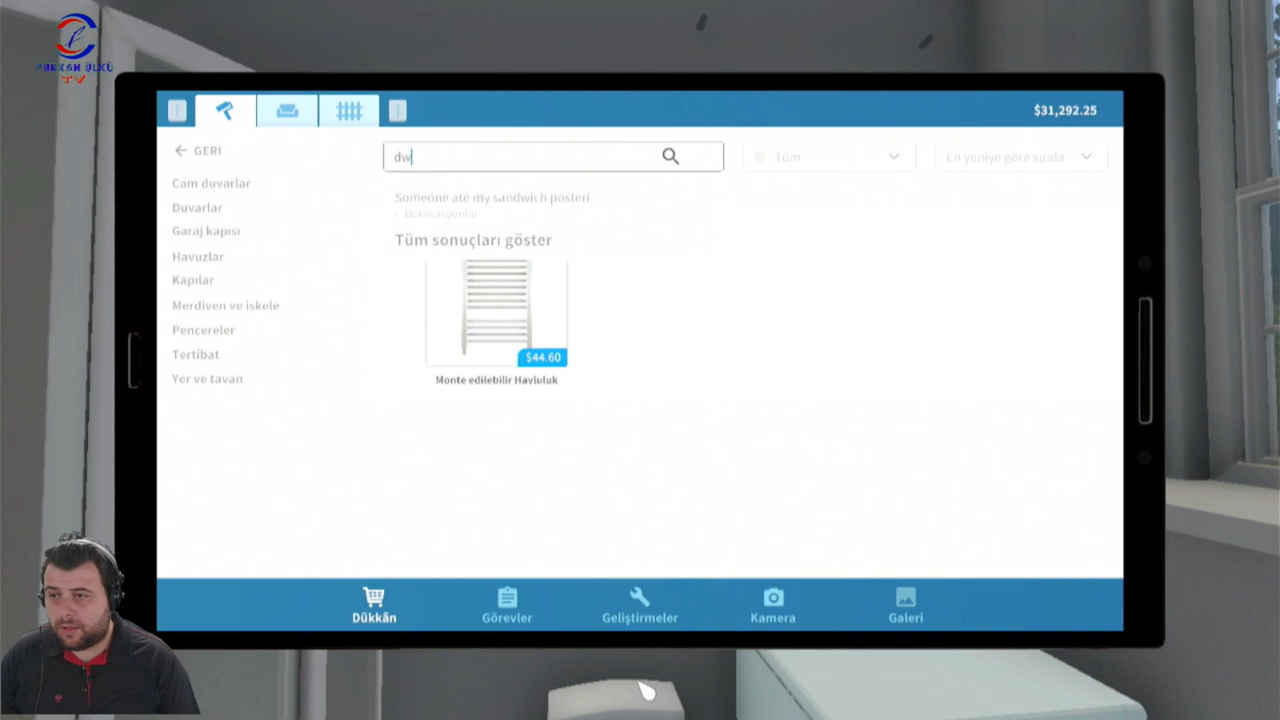 FURKAN ÜLKÜ
TV
$31,292.25
GERİ
dw
Tüm
En yeniye göre sırala
Cam duvarlar
Duvarlar
Garaj kapısı
Havuzlar
Kapılar
Merdiven ve iskele
Pencereler
Tertibat
Yer ve tavan
Someone ate my sandwich posteri
Dekorasyonlar
Tüm sonuçları göster
$44.60
Monte edilebilir Havluluk
Dükkân
Görevler
Geliştirmeler
Kamera
Galeri